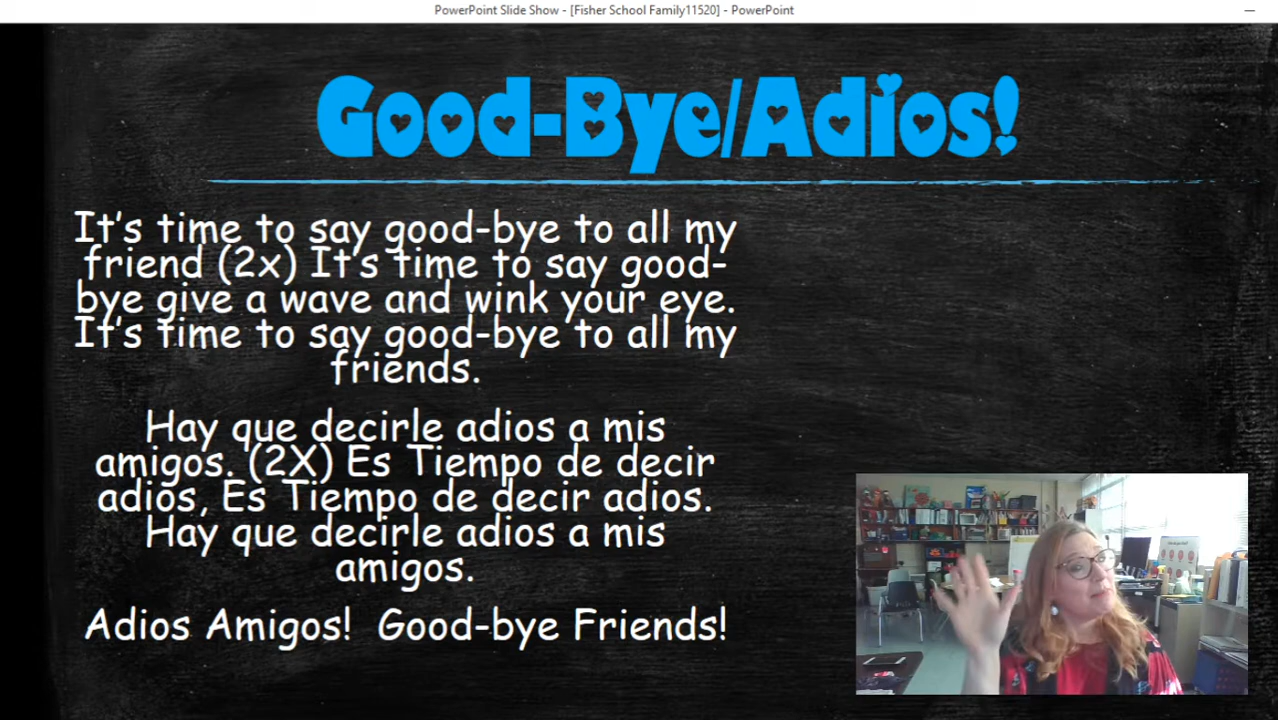 PowerPoint Slide Show - [Fisher School Family11520] - PowerPoint
Good-Bye/Adios!
It's time to say good-bye to all my
friend (2x) It's time to say good-
bye give a wave and wink your eye.
It's time to say good-bye to all my
friends.
Hay que decirle adios a mis
amigos. (2X) Es Tiempo de decir
adios, Es Tiempo de decir adios.
Hay que decirle adios a mis
amigos.
Adios Amigos!  Good-bye Friends!